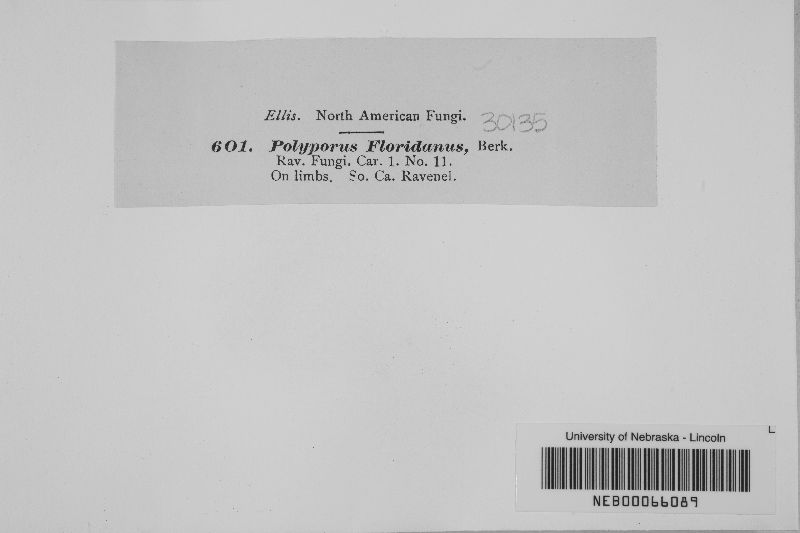 Ellis. North American Fungi. 30135
601. Polyporus Floridanus, Berk.
Rav. Fungi. Car. 1. No. 11.
On limbs. So. Ca. Ravenel.
L
University of Nebraska - Lincoln
NEB00066089